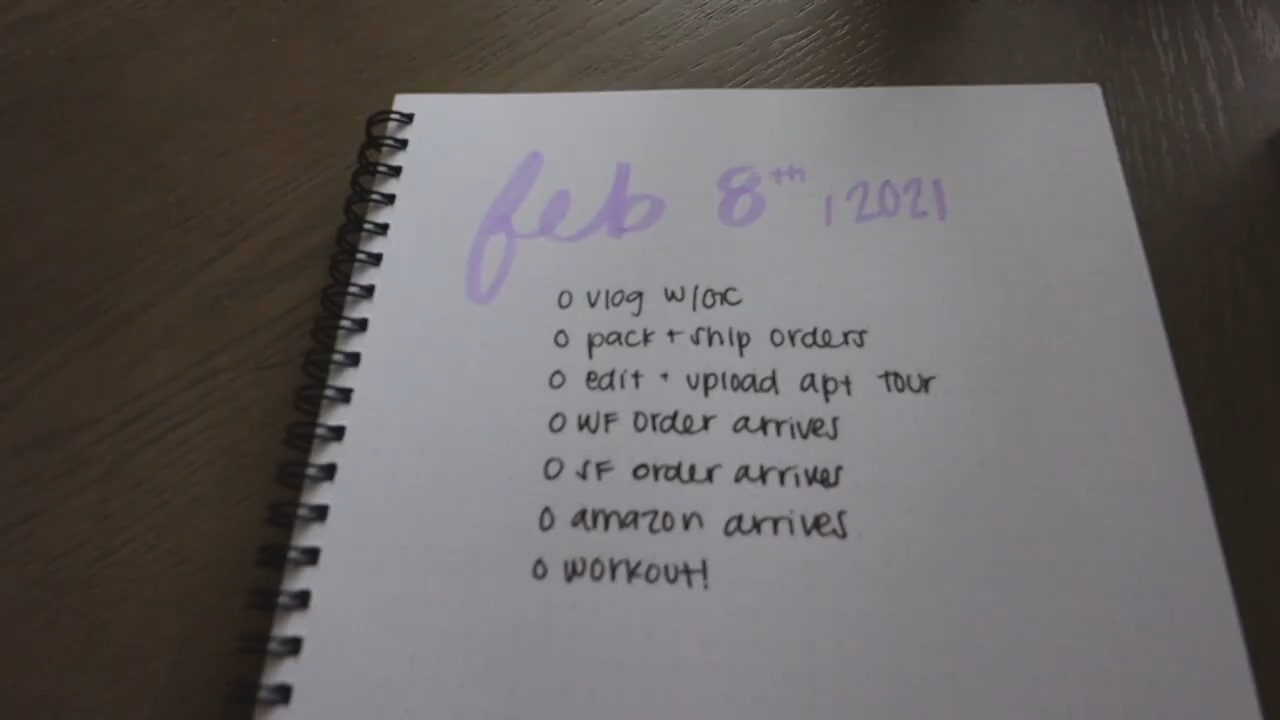 feb 8th, 2021
o vlog w/
o pack + ship orders
o edit + upload apt tour
o WF order arrives
o SF order arrives
o amazon arrives
o workout!